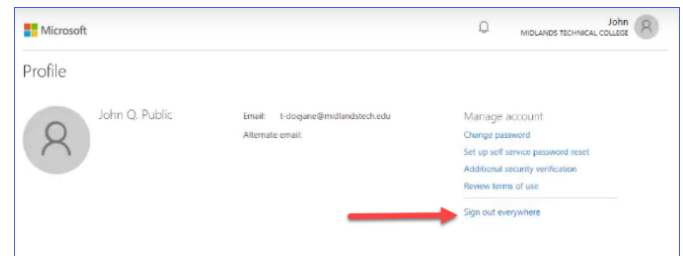 Microsoft
John
MIDLANDS TECHNICAL COLLEGE
Profile
John Q. Public
Email: t-doejane@midlandstech.edu
Alternate email:
Manage account
Change password
Set up self service password reset
Additional security verification
Review terms of use
Sign out everywhere